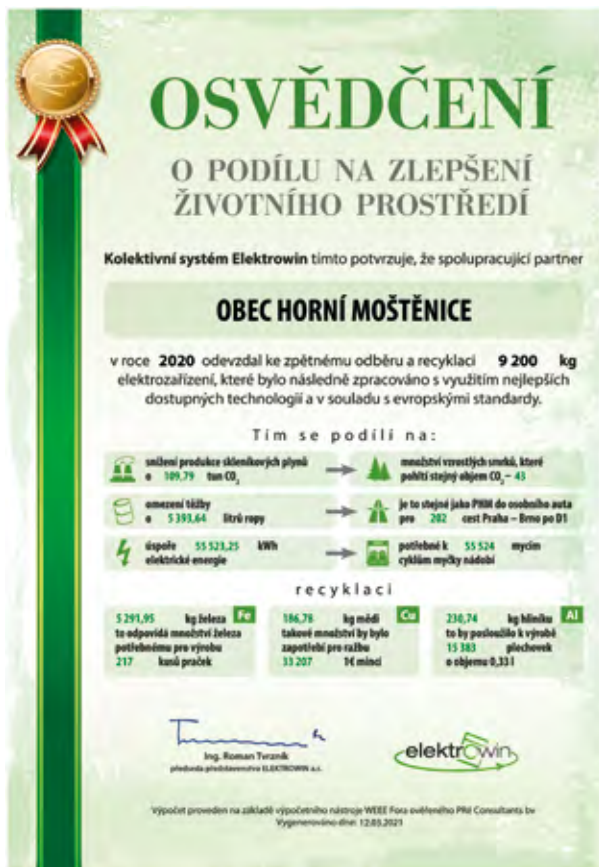 OSVĚDČENÍ
O PODÍLU NA ZLEPŠENÍ
ŽIVOTNÍHO PROSTŘEDÍ
Kolektivní systém Elektrowin tímto potvrzuje, že spolupracující partner
OBEC HORNÍ MOŠTĚNICE
v roce 2020 odevzdal ke zpětnému odběru a recyklaci 9 200 kg
elektrozařízení, které bylo následně zpracováno s využitím nejlepších
dostupných technologií a v souladu s evropskými standardy.
Tím se podílí na:
snížení produkce skleníkových plynů
o 109,79 tun CO₂
množství vzrostlých smrků, které
pohltí stejný objem CO₂ – 43
omezení těžby
o 5 393,64 litrů ropy
je to stejné jako PHM do osobního auta
pro 202 cest Praha – Brno po D1
úspoře 55 523,25 kWh
elektrické energie
potřebné k 55 524 mycím
cyklům myčky nádobí
recyklaci
5 291,95 kg železa Fe
to odpovídá množství železa
potřebnému pro výrobu
217 kusů praček
186,78 kg mědi Cu
takové množství by bylo
zapotřebí pro ražbu
33 207 1€ mincí
230,74 kg hliníku Al
to by posloužilo k výrobě
15 383 plechovek
o objemu 0,33 l
Ing. Roman Tvrzník
předseda představenstva ELEKTROWIN a.s.
elektrowin
Výpočet proveden na základě výpočetního nástroje WEEE Fora ověřeného PRé Consultants bv
Vygenerováno dne: 12.03.2021